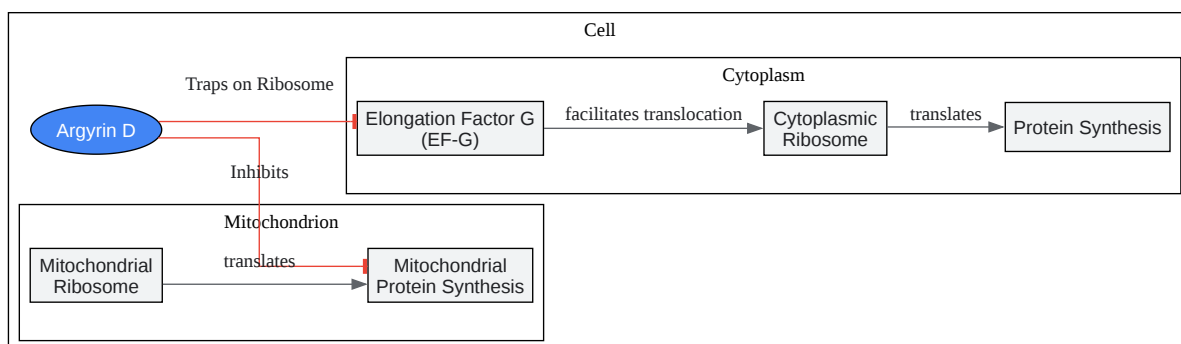 Cell
Cytoplasm
Traps on Ribosome
Argyrin D
Elongation Factor G
(EF-G)
facilitates translocation
Cytoplasmic
Ribosome
translates
Protein Synthesis
Inhibits
Mitochondrion
Mitochondrial
Ribosome
translates
Mitochondrial
Protein Synthesis